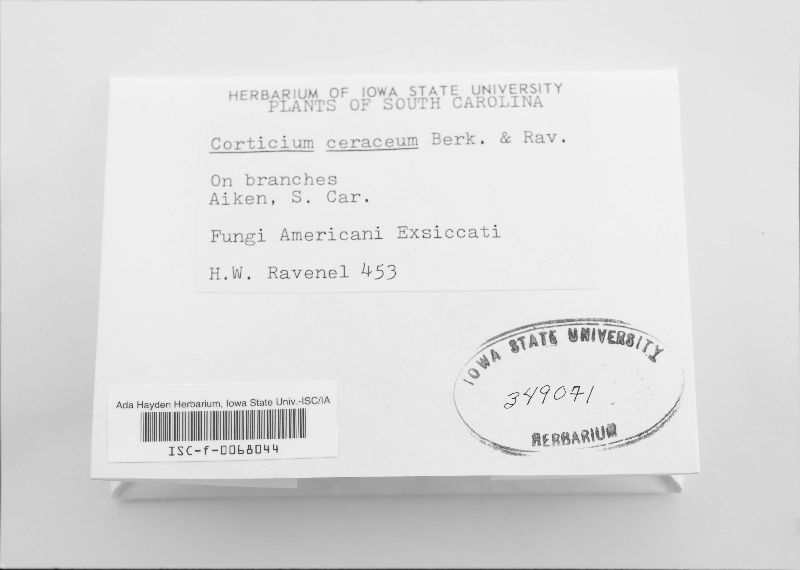 HERBARIUM OF IOWA STATE UNIVERSITY
PLANTS OF SOUTH CAROLINA
Corticium ceraceum Berk. & Rav.
On branches
Aiken, S. Car.
Fungi Americani Exsiccati
H.W. Ravenel 453
IOWA STATE UNIVERSITY
349071
HERBARIUM
Ada Hayden Herbarium, Iowa State Univ.-ISC/IA
ISC-f-0068044